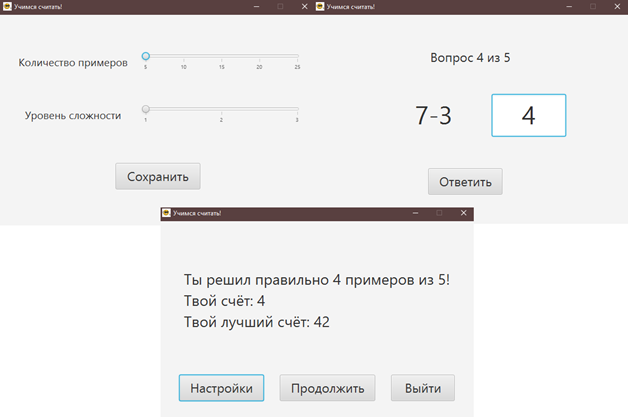 Учимся считать!
Количество примеров
5 10 15 20 25
Уровень сложности
1 2 3
Сохранить
Учимся считать!
Вопрос 4 из 5
7-3 4
Ответить
Учимся считать!
Ты решил правильно 4 примеров из 5!
Твой счёт: 4
Твой лучший счёт: 42
Настройки Продолжить Выйти